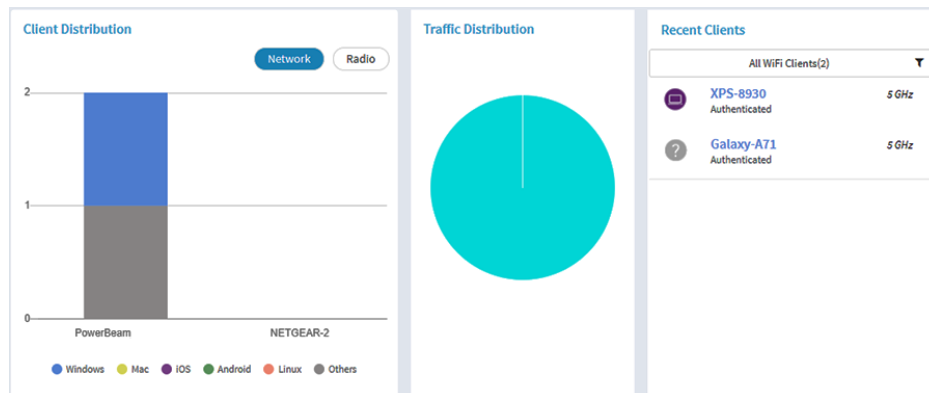 Client Distribution
Network
Radio
2
1
0
PowerBeam
NETGEAR-2
Windows Mac iOS Android Linux Others
Traffic Distribution
Recent Clients
All WiFi Clients(2)
XPS-8930
5 GHz
Authenticated
?
Galaxy-A71
5 GHz
Authenticated